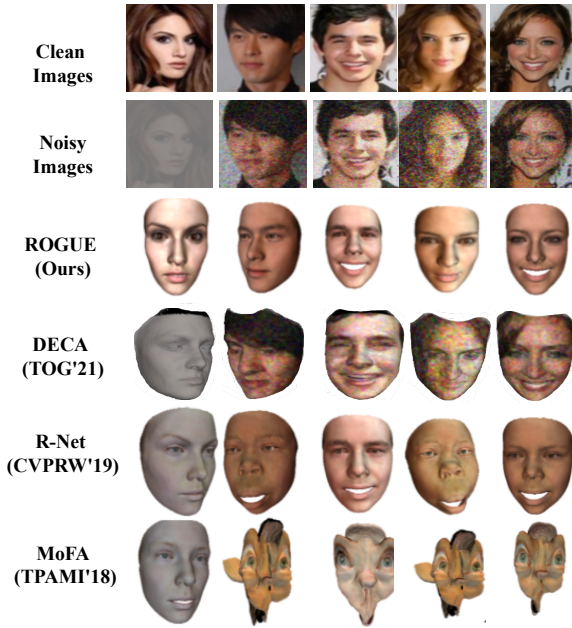 Clean
Images
Noisy
Images
ROGUE
(Ours)
DECA
(TOG'21)
R-Net
(CVPRW'19)
MoFA
(TPAMI'18)